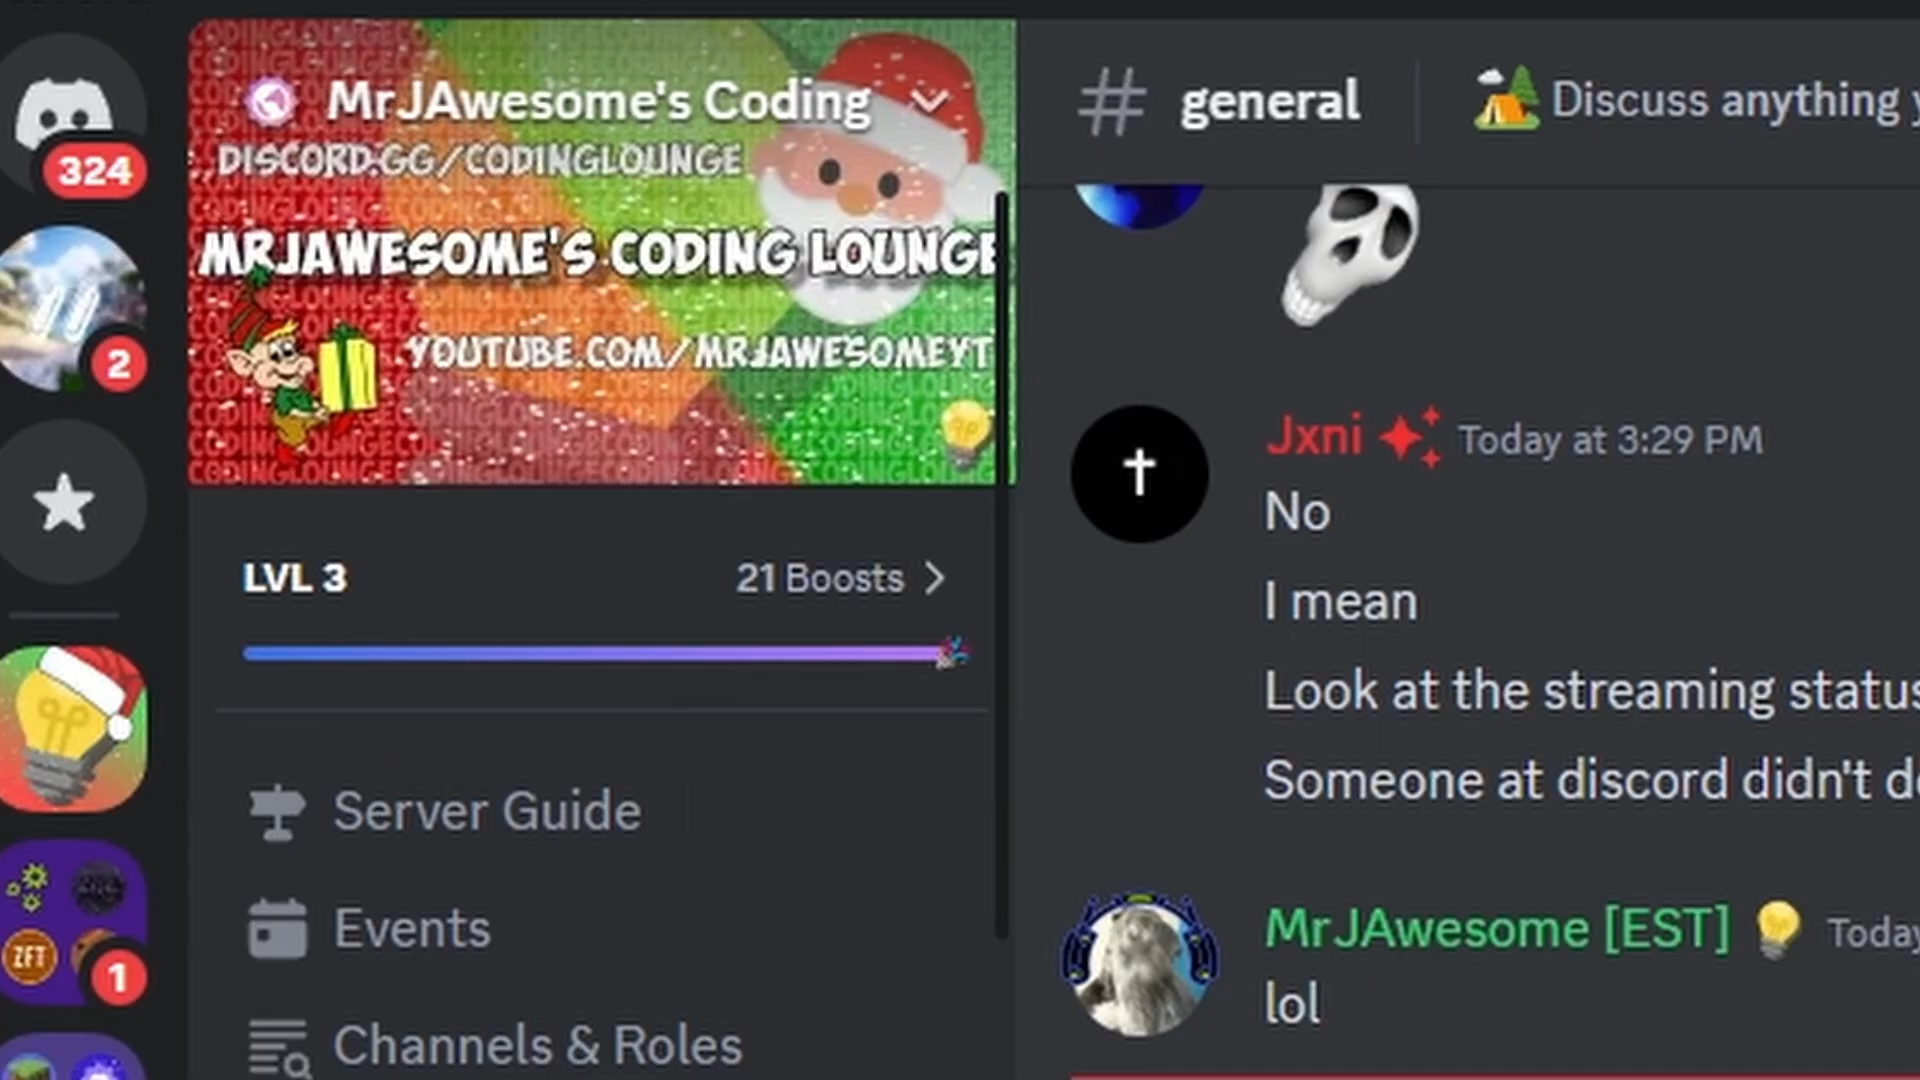 324
2
ZFT
1
MrJAwesome's Coding
DISCORD.GG/CODINGLOUNGE
MRJAWESOME'S CODING LOUNGE
YOUTUBE.COM/MRJAWESOMEYT
LVL 3
21 Boosts
Server Guide
Events
Channels & Roles
general
Discuss anything
Jxni Today at 3:29 PM
No
I mean
Look at the streaming status
Someone at discord didn't
MrJAwesome [EST] Today
lol